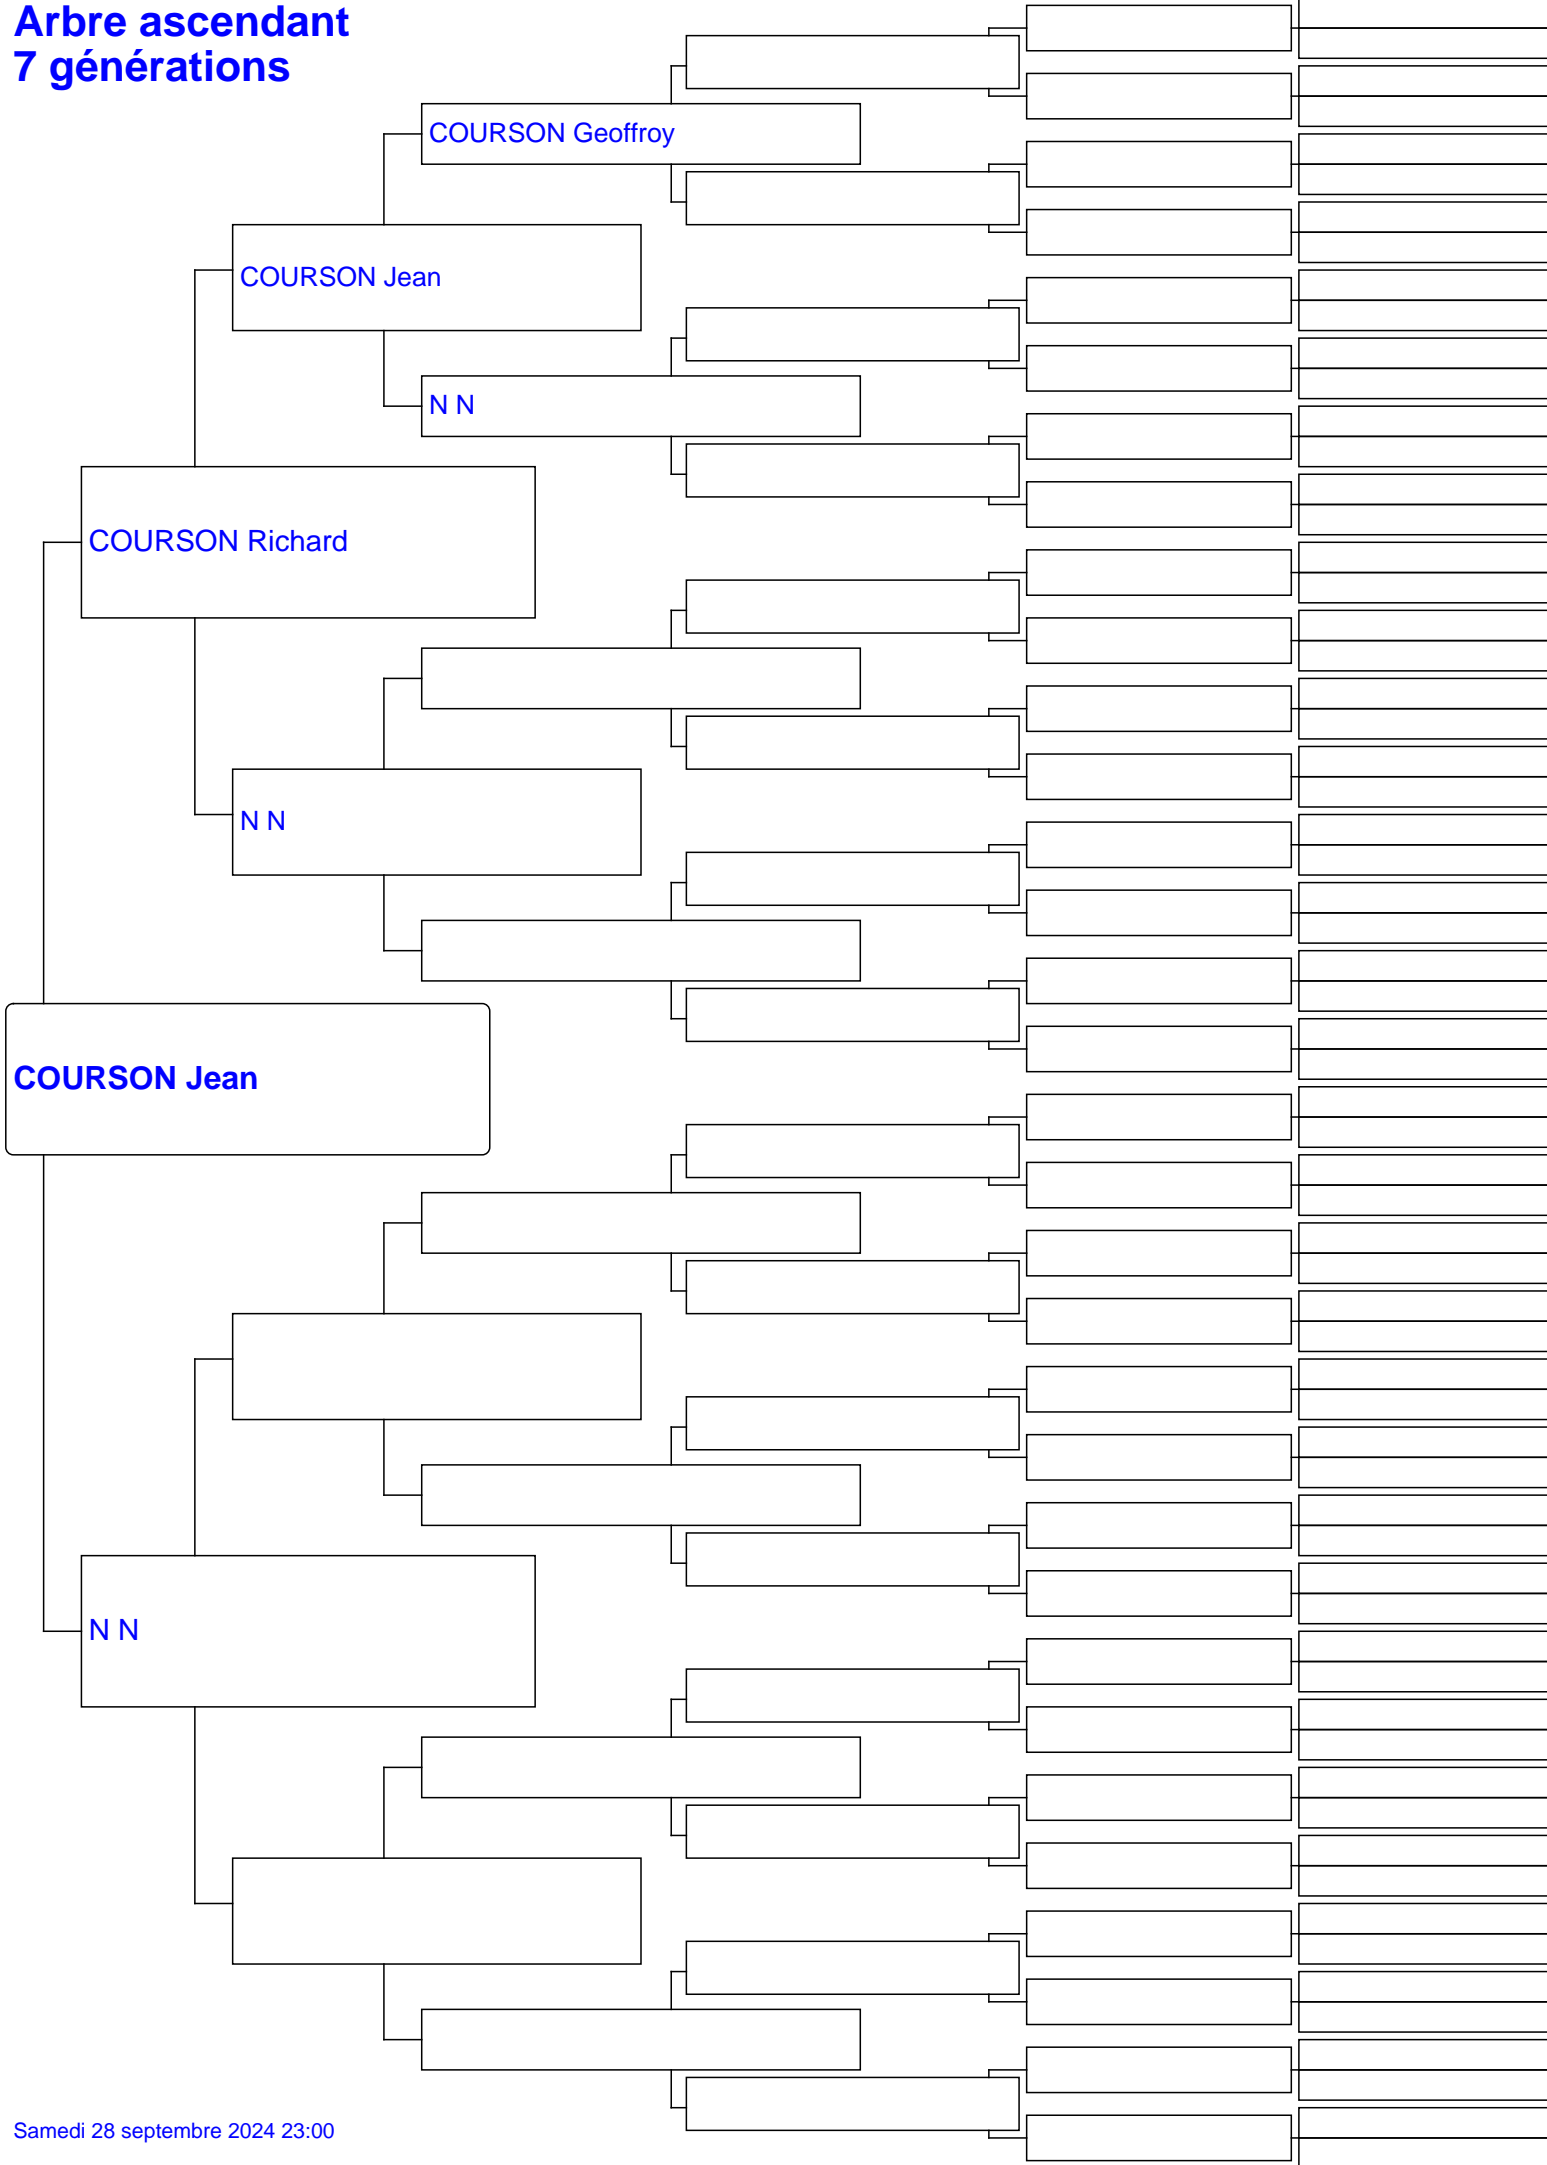 Arbre ascendant
7 générations
COURSON Geoffroy
COURSON Jean
N N
COURSON Richard
N N
COURSON Jean
N N
Samedi 28 septembre 2024 23:00